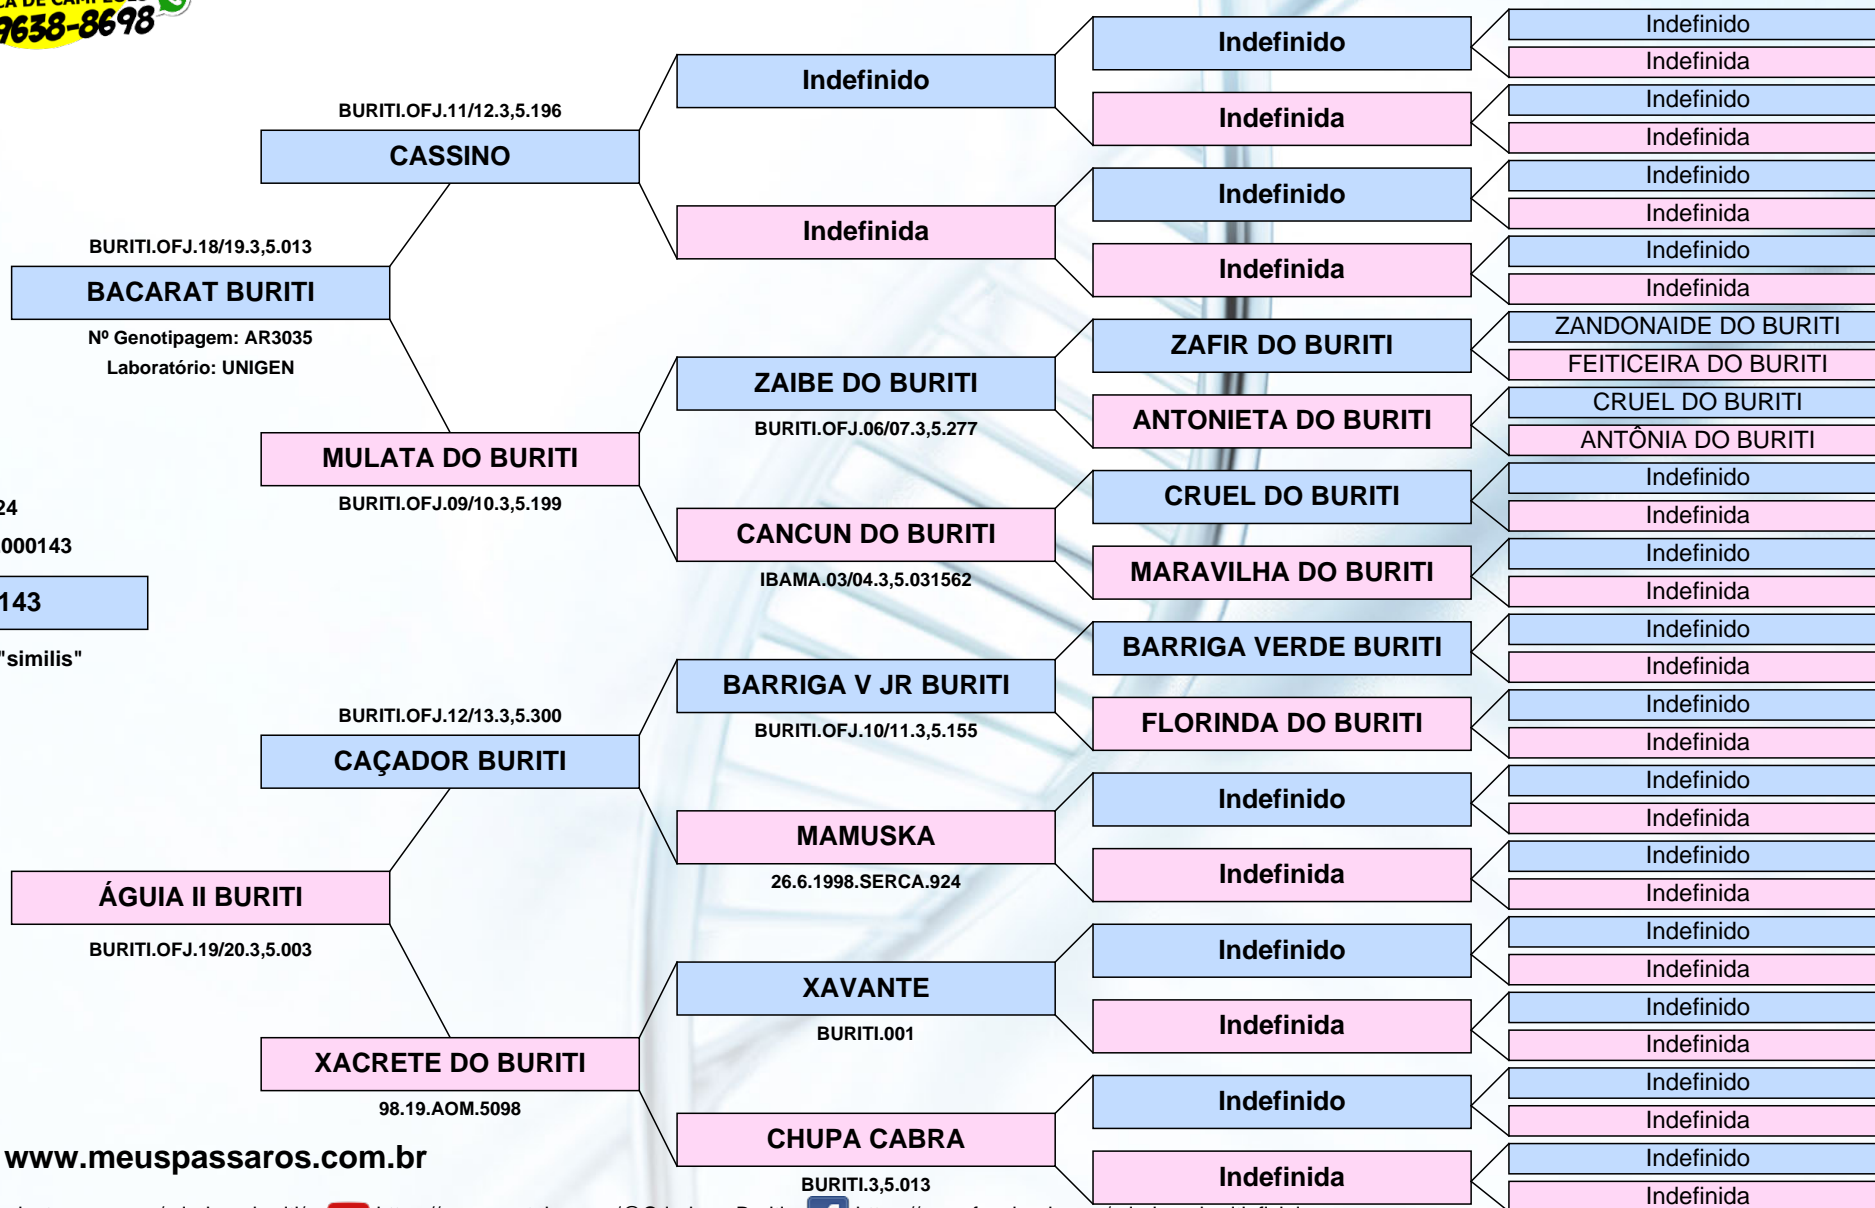 9638-8698
24
000143
143
"similis"
BURITI.OFJ.18/19.3,5.013
BACARAT BURITI
Nº Genotipagem: AR3035
Laboratório: UNIGEN
ÁGUIA II BURITI
BURITI.OFJ.19/20.3,5.003
BURITI.OFJ.11/12.3,5.196
CASSINO
MULATA DO BURITI
BURITI.OFJ.09/10.3,5.199
BURITI.OFJ.12/13.3,5.300
CAÇADOR BURITI
XACRETE DO BURITI
98.19.AOM.5098
Indefinido
Indefinida
ZAIBE DO BURITI
BURITI.OFJ.06/07.3,5.277
CANCUN DO BURITI
IBAMA.03/04.3,5.031562
BARRIGA V JR BURITI
BURITI.OFJ.10/11.3,5.155
MAMUSKA
26.6.1998.SERCA.924
XAVANTE
BURITI.001
CHUPA CABRA
BURITI.3,5.013
Indefinido
Indefinida
Indefinido
Indefinida
ZAFIR DO BURITI
ANTONIETA DO BURITI
CRUEL DO BURITI
MARAVILHA DO BURITI
BARRIGA VERDE BURITI
FLORINDA DO BURITI
Indefinido
Indefinida
Indefinido
Indefinida
Indefinido
Indefinida
Indefinido
Indefinida
Indefinido
Indefinida
Indefinido
Indefinida
Indefinido
Indefinida
ZANDONAIDE DO BURITI
FEITICEIRA DO BURITI
CRUEL DO BURITI
ANTÔNIA DO BURITI
Indefinido
Indefinida
Indefinido
Indefinida
Indefinido
Indefinida
Indefinido
Indefinida
Indefinido
Indefinida
Indefinido
Indefinida
Indefinido
Indefinida
Indefinido
Indefinida
Indefinido
Indefinida
Indefinido
Indefinida
www.meuspassaros.com.br